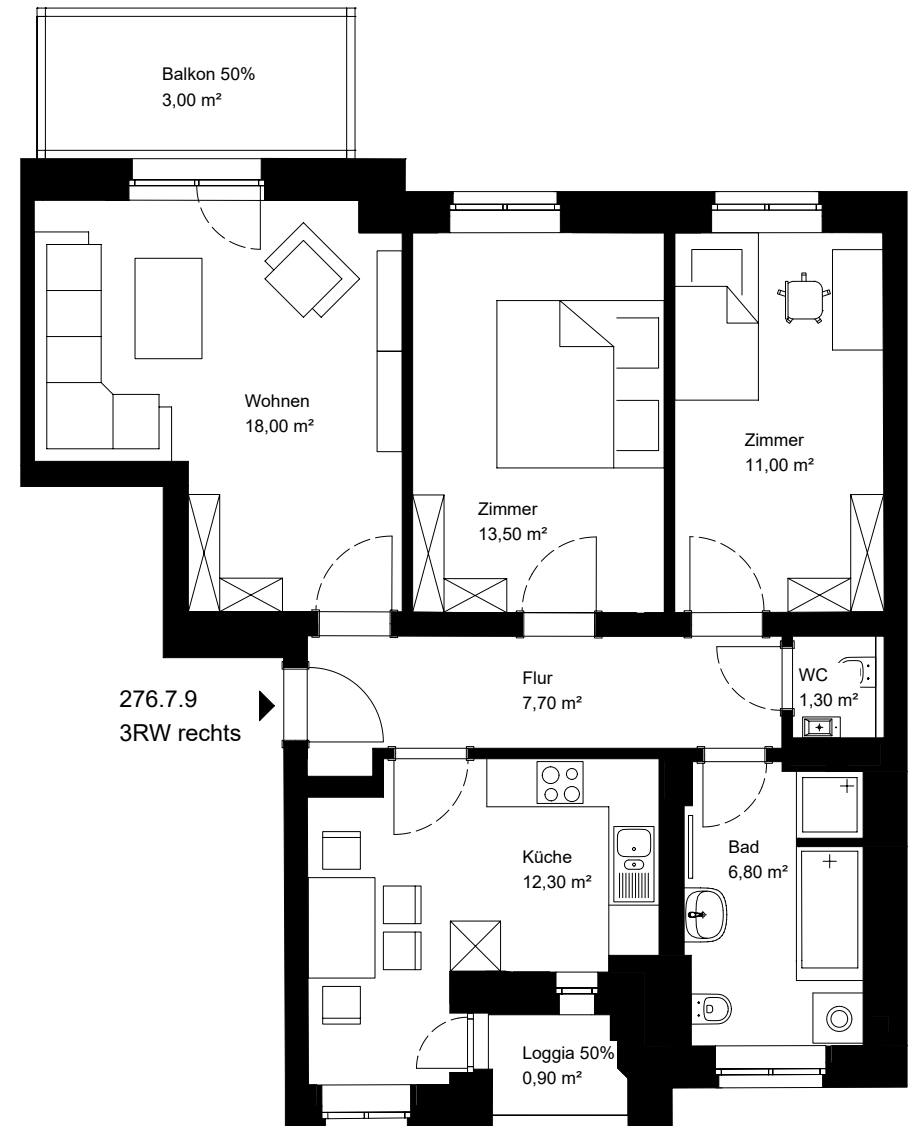 Balkon 50%
3,00 m²
Wohnen
18,00 m²
Zimmer
13,50 m²
Zimmer
11,00 m²
Flur
7,70 m²
WC
1,30 m²
276.7.9
3RW rechts
Küche
12,30 m²
Bad
6,80 m²
Loggia 50%
0,90 m²